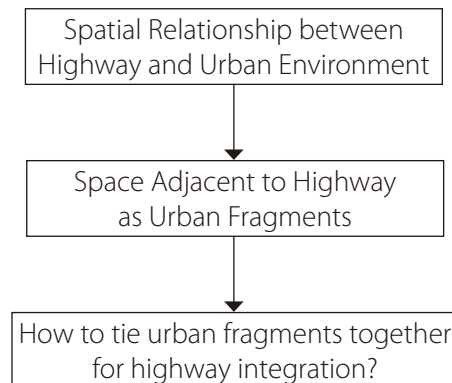 Spatial Relationship between
Highway and Urban Environment
Space Adjacent to Highway
as Urban Fragments
How to tie urban fragments together
for highway integration?